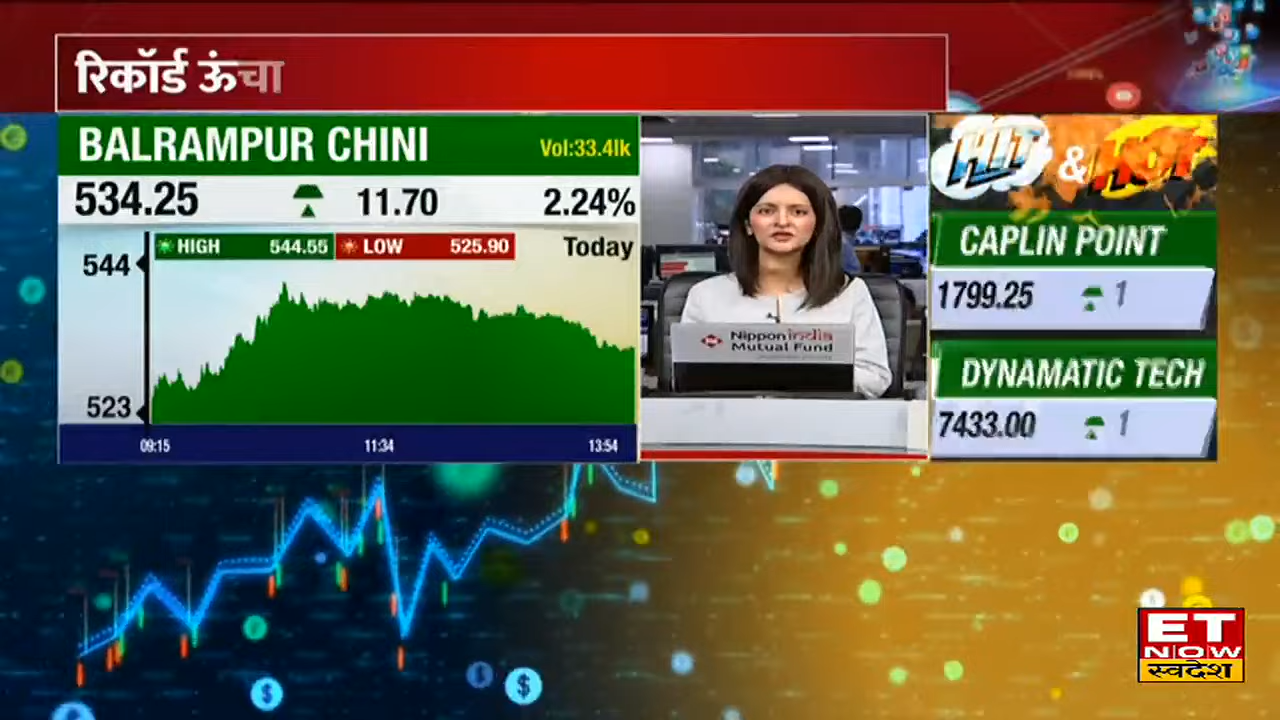 रिकॉर्ड ऊंचा
BALRAMPUR CHINI
Vol:33.4lk
534.25
11.70
2.24%
HIGH 544.55
LOW 525.90
Today
544
523
09:15
11:34
13:54
Nippon india
Mutual Fund
HIT & HOT
CAPLIN POINT
1799.25
1
DYNAMATIC TECH
7433.00
1
ET
NOW
स्वदेश